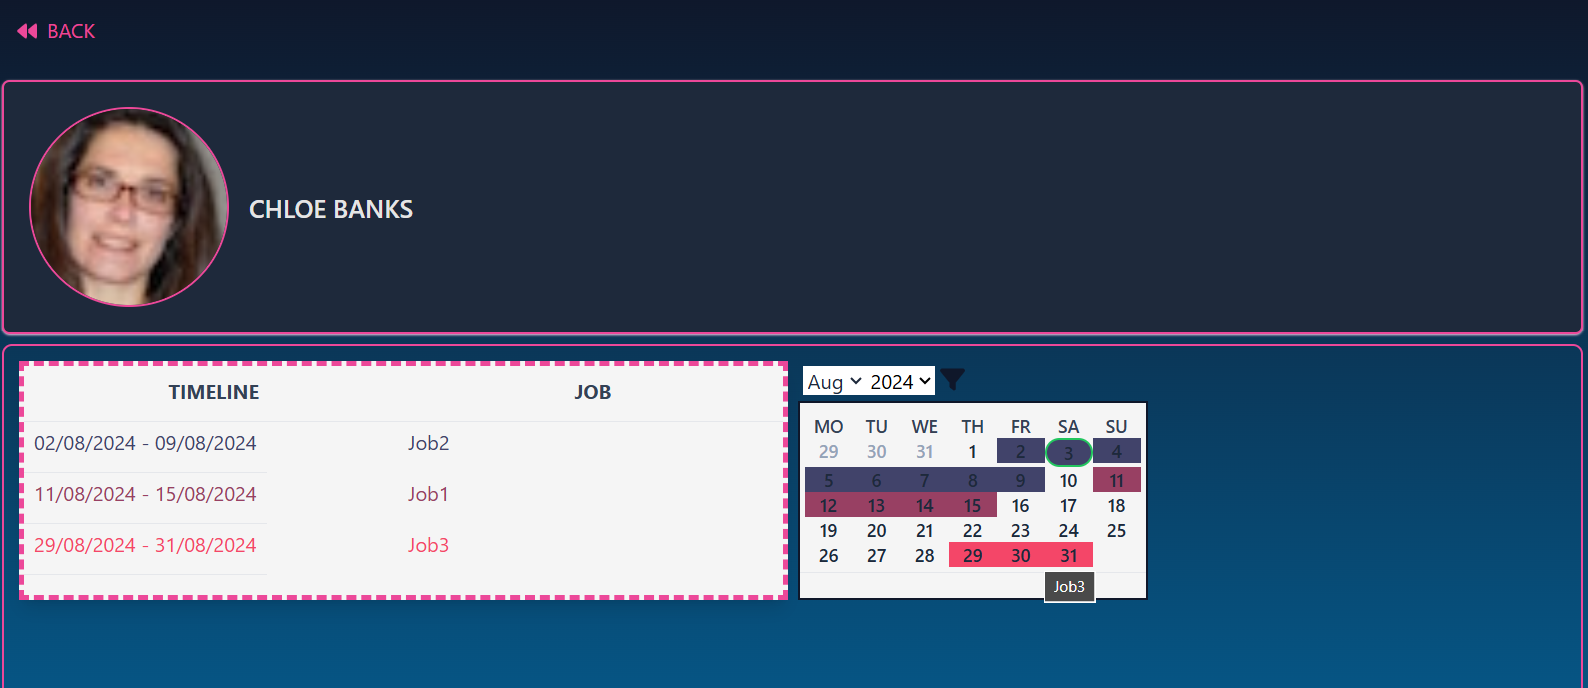 BACK
CHLOE BANKS
TIMELINE JOB
02/08/2024 - 09/08/2024 Job2
11/08/2024 - 15/08/2024 Job1
29/08/2024 - 31/08/2024 Job3
Aug 2024
MO TU WE TH FR SA SU
29 30 31 1 2 3 4
5 6 7 8 9 10 11
12 13 14 15 16 17 18
19 20 21 22 23 24 25
26 27 28 29 30 31
Job3